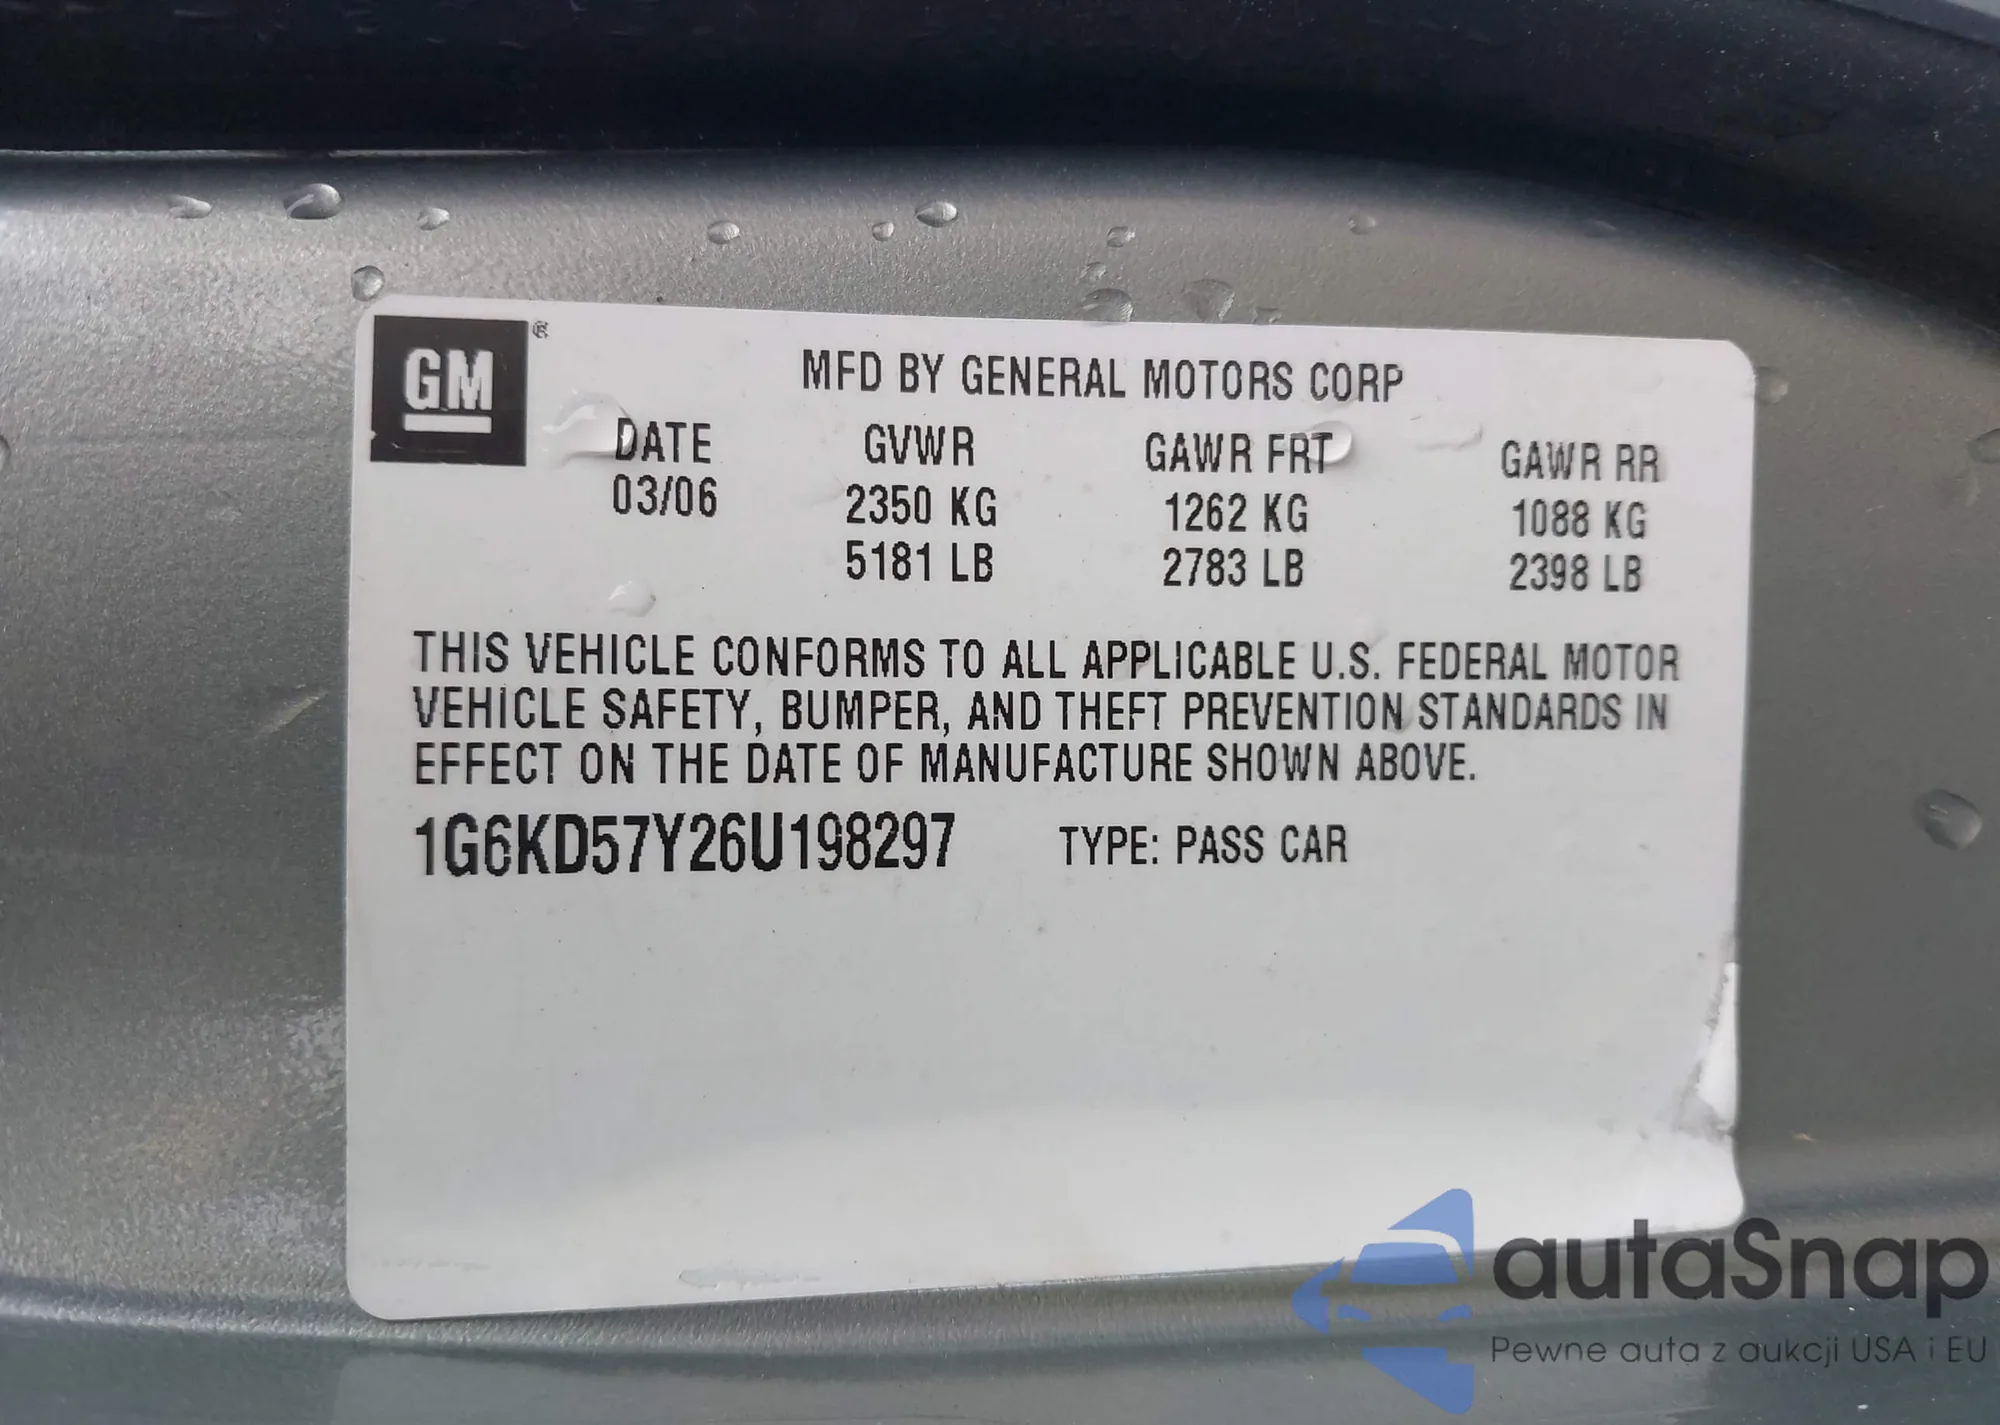 GM ®
MFD BY GENERAL MOTORS CORP
DATE GVWR GAWR FRT GAWR RR
03/06 2350 KG 1262 KG 1088 KG
5181 LB 2783 LB 2398 LB
THIS VEHICLE CONFORMS TO ALL APPLICABLE U.S. FEDERAL MOTOR
VEHICLE SAFETY, BUMPER, AND THEFT PREVENTION STANDARDS IN
EFFECT ON THE DATE OF MANUFACTURE SHOWN ABOVE.
1G6KD57Y26U198297 TYPE: PASS CAR
autaSnap
Pewne auta z aukcji USA i EU